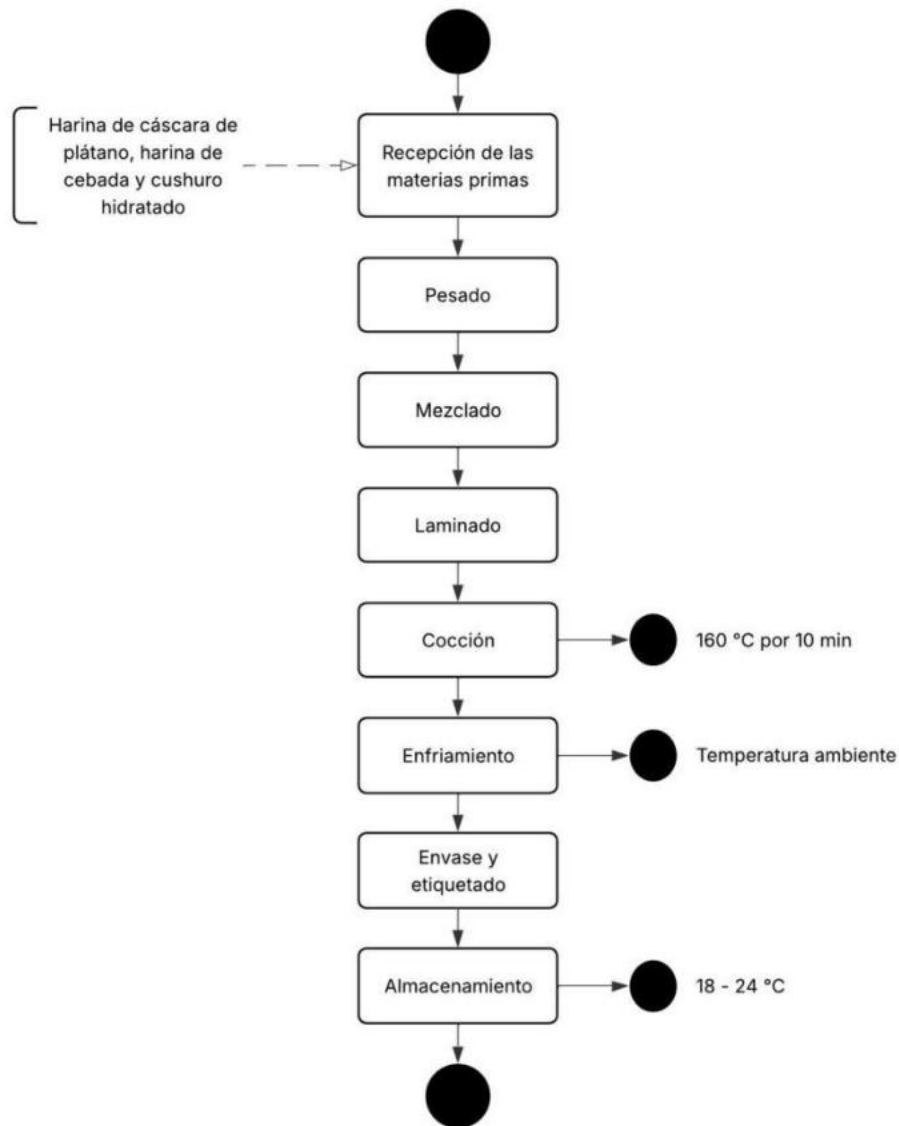 Harina de cáscara de
plátano, harina de
cebada y cushuro
hidratado
Recepción de las
materias primas
Pesado
Mezclado
Laminado
Cocción
160 °C por 10 min
Enfriamiento
Temperatura ambiente
Envase y
etiquetado
Almacenamiento
18 - 24 °C